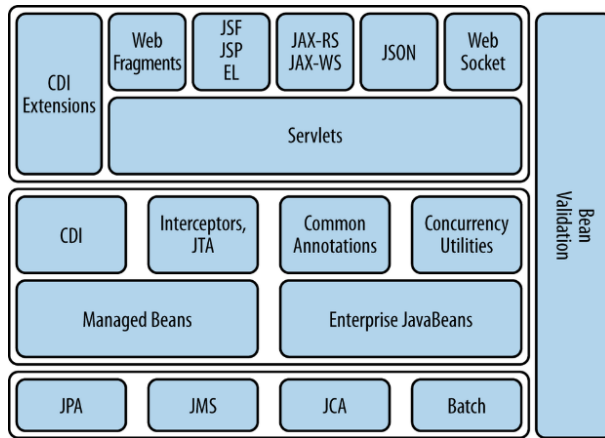 CDI
Extensions
Web
Fragments
JSF
JSP
EL
JAX-RS
JAX-WS
JSON
Web
Socket
Servlets
CDI
Interceptors,
JTA
Common
Annotations
Concurrency
Utilities
Managed Beans
Enterprise JavaBeans
JPA
JMS
JCA
Batch
Bean
Validation